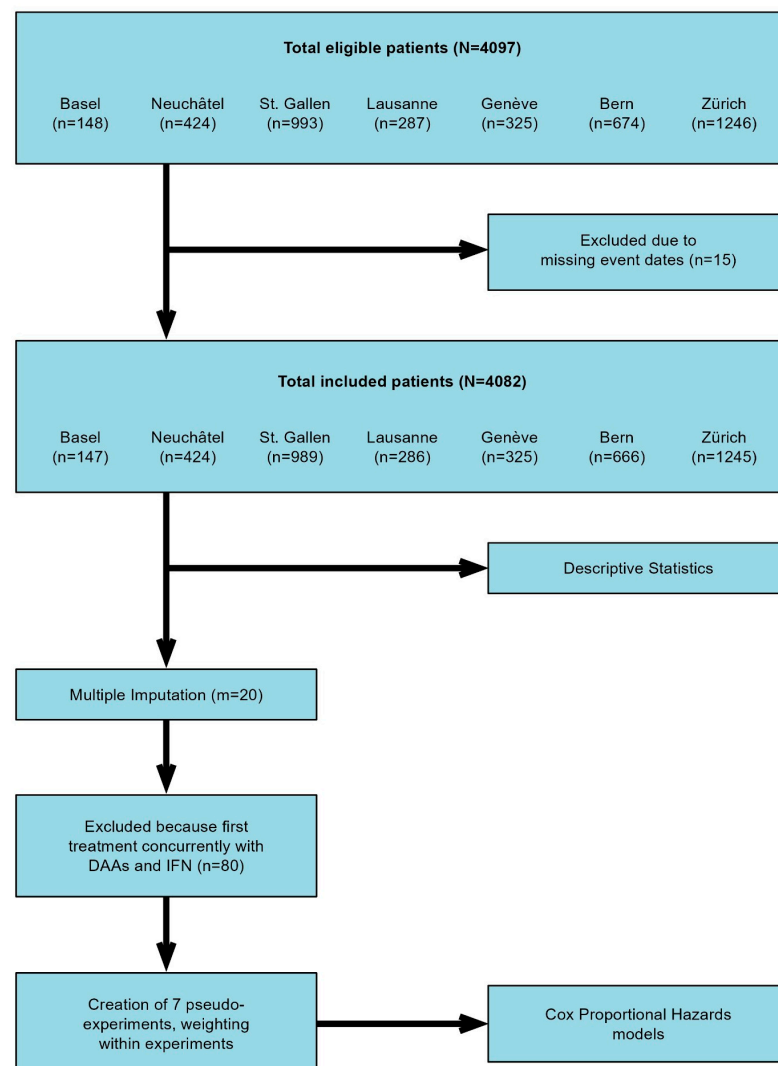 Total eligible patients (N=4097)
Basel Neuchâtel St. Gallen Lausanne Genève Bern Zürich
(n=148) (n=424) (n=993) (n=287) (n=325) (n=674) (n=1246)
Excluded due to
missing event dates (n=15)
Total included patients (N=4082)
Basel Neuchâtel St. Gallen Lausanne Genève Bern Zürich
(n=147) (n=424) (n=989) (n=286) (n=325) (n=666) (n=1245)
Descriptive Statistics
Multiple Imputation (m=20)
Excluded because first
treatment concurrently with
DAAs and IFN (n=80)
Creation of 7 pseudo-
experiments, weighting
within experiments
Cox Proportional Hazards
models